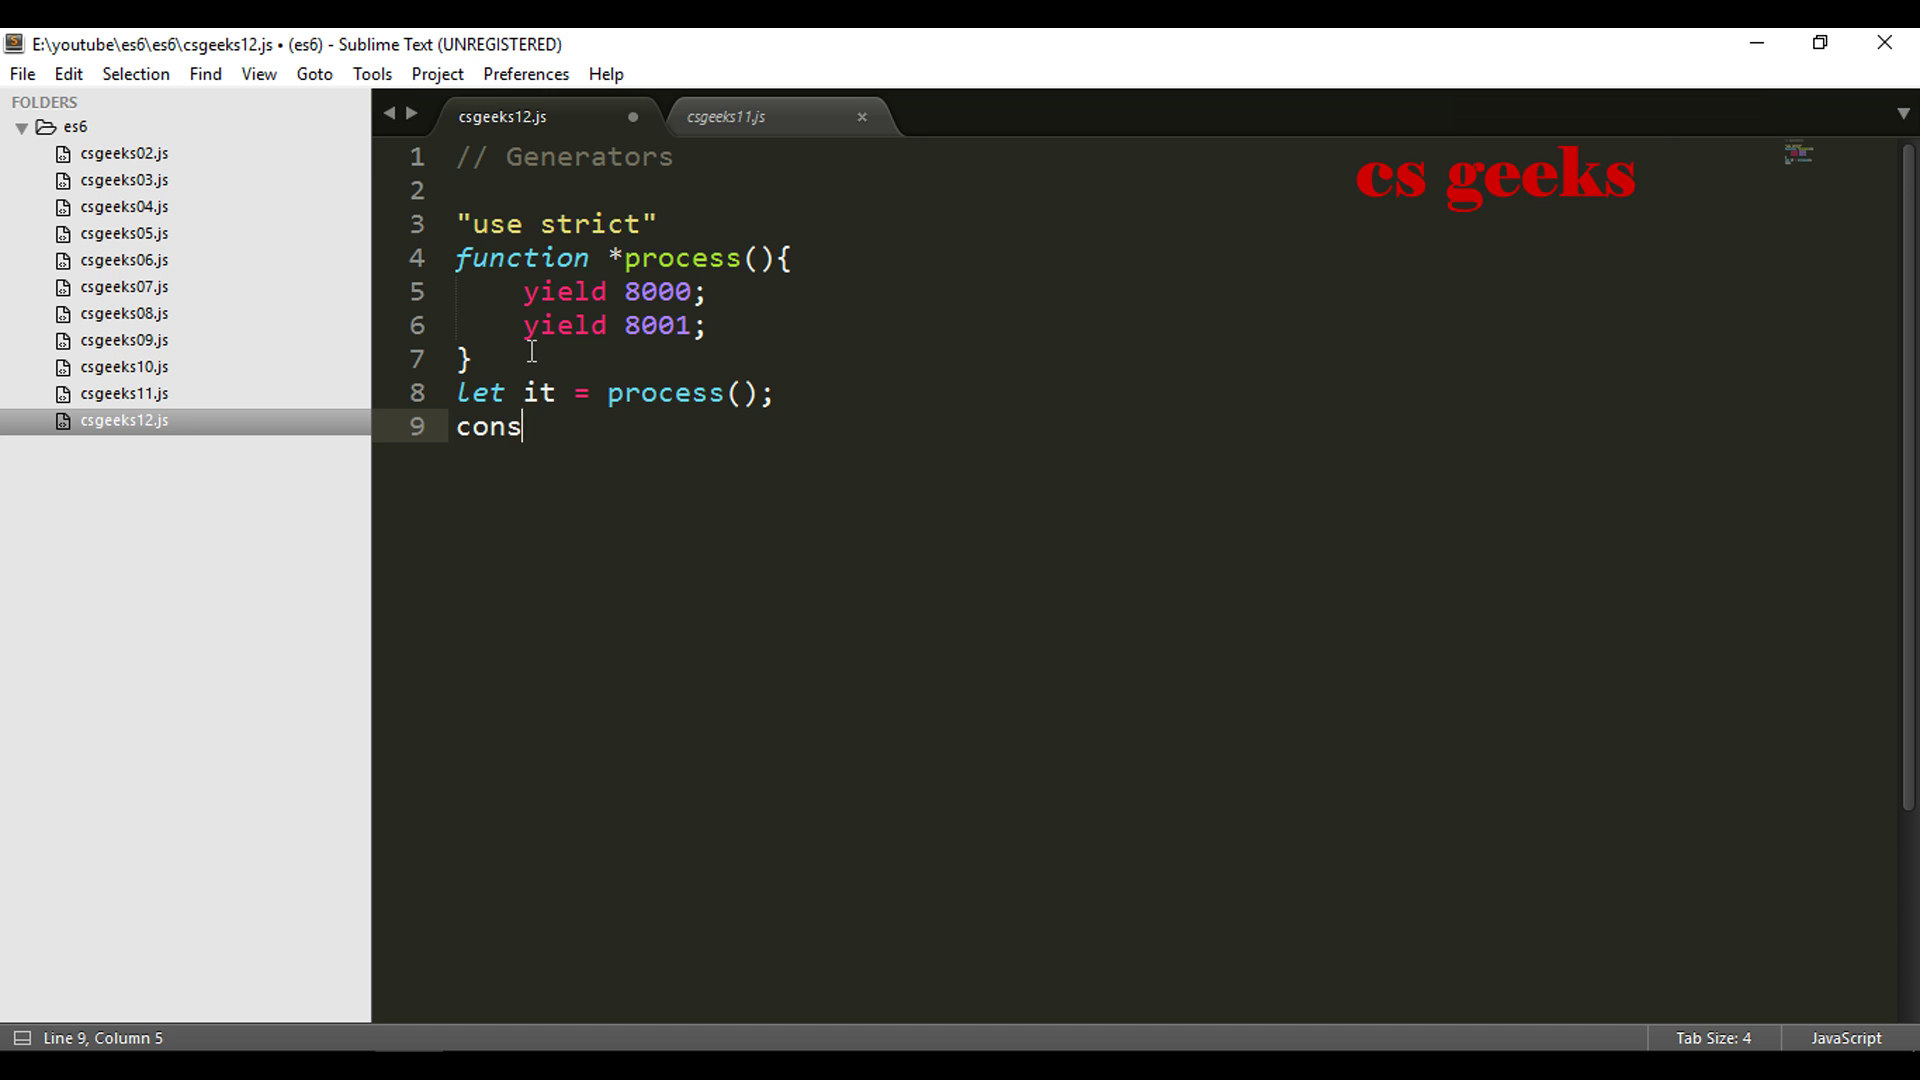 E:\youtube\es6\es6\csgeeks12.js • (es6) - Sublime Text (UNREGISTERED)
File Edit Selection Find View Goto Tools Project Preferences Help
FOLDERS
es6
csgeeks02.js
csgeeks03.js
csgeeks04.js
csgeeks05.js
csgeeks06.js
csgeeks07.js
csgeeks08.js
csgeeks09.js
csgeeks10.js
csgeeks11.js
csgeeks12.js
csgeeks12.js csgeeks11.js
cs geeks
1 // Generators
2
3 "use strict"
4 function *process(){
5     yield 8000;
6     yield 8001;
7 }
8 let it = process();
9 cons
Line 9, Column 5 Tab Size: 4 JavaScript